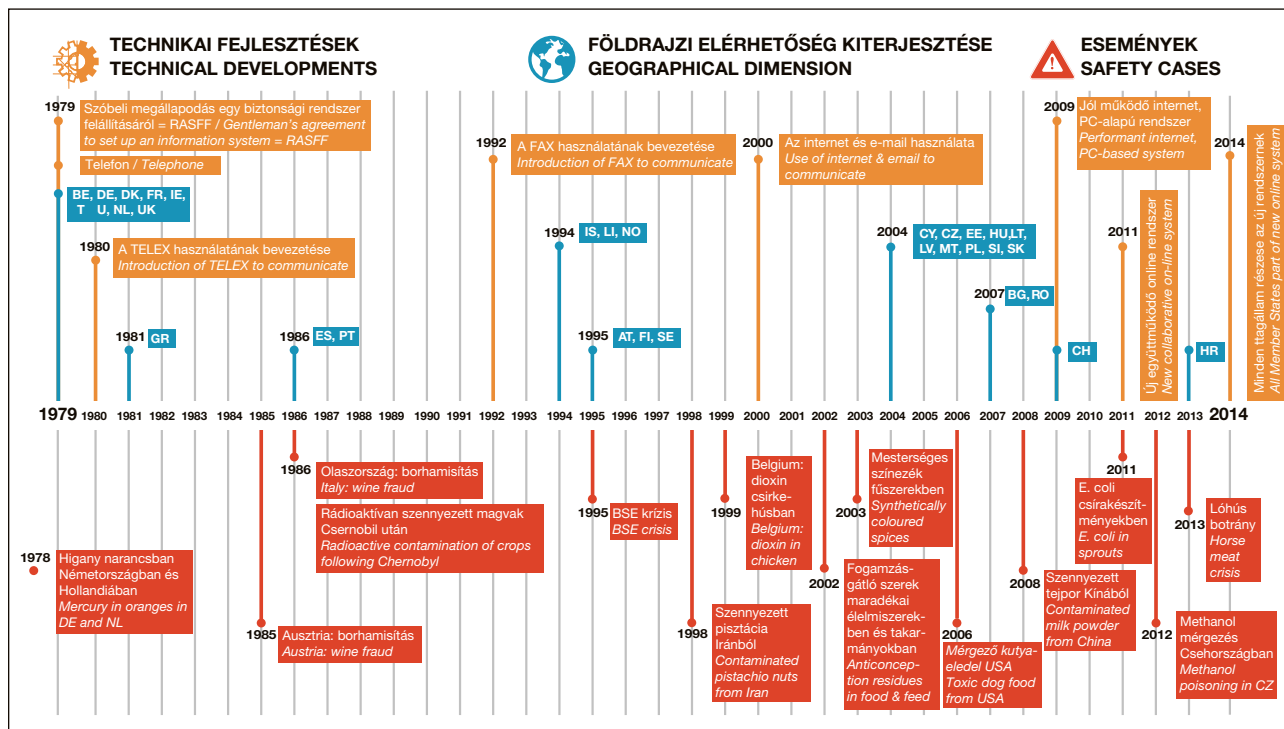 TECHNIKAI FEJLESZTÉSEK
TECHNICAL DEVELOPMENTS
FÖLDRAJZI ELÉRHETŐSÉG KITERJESZTÉSE
GEOGRAPHICAL DIMENSION
ESEMÉNYEK
SAFETY CASES
1979
Szóbeli megállapodás egy biztonsági rendszer
felállításáról = RASFF / Gentleman's agreement
to set up an information system = RASFF
Telefon / Telephone
BE, DE, DK, FR, IE,
T U, NL, UK
1980
A TELEX használatának bevezetése
Introduction of TELEX to communicate
1981
GR
1986
ES, PT
1992
A FAX használatának bevezetése
Introduction of FAX to communicate
1994
IS, LI, NO
1995
AT, FI, SE
2000
Az internet és e-mail használata
Use of internet & email to
communicate
2004
CY, CZ, EE, HU,LT,
LV, MT, PL, SI, SK
2007
BG, RO
2009
Jól működő internet,
PC-alapú rendszer
Performant internet,
PC-based system
CH
2011
Új együttműködő online rendszer
New collaborative on-line system
HR
2014
Minden ttagállam részese az új rendszernek
All Member States part of new online system
1979 1980 1981 1982 1983 1984 1985 1986 1987 1988 1989 1990 1991 1992 1993 1994 1995 1996 1997 1998 1999 2000 2001 2002 2003 2004 2005 2006 2007 2008 2009 2010 2011 2012 2013 2014
1978
Higany narancsban
Németországban és
Hollandiában
Mercury in oranges in
DE and NL
1985
Ausztria: borhamisítás
Austria: wine fraud
1986
Olaszország: borhamisítás
Italy: wine fraud
Rádioaktívan szennyezett magvak
Csernobil után
Radioactive contamination of crops
following Chernobyl
1995
BSE krízis
BSE crisis
1998
Szennyezett
pisztácia
Iránból
Contaminated
pistachio nuts
from Iran
1999
Belgium:
dioxin
csirke-
húsban
Belgium:
dioxin in
chicken
2002
Fogamzás-
gátló szerek
maradékai
élelmiszerek-
ben és takar-
mányokban
Anticoncep-
tion residues
in food & feed
2003
Mesterséges
színezék
fűszerekben
Synthetically
coloured
spices
2006
Mérgező kutya-
eledel USA
Toxic dog food
from USA
2008
Szennyezett
tejpor Kínából
Contaminated
milk powder
from China
2011
E. coli
csírakészít-
ményekben
E. coli in
sprouts
2012
Methanol
mérgezés
Csehországban
Methanol
poisoning in CZ
2013
Lóhús
botrány
Horse
meat
crisis